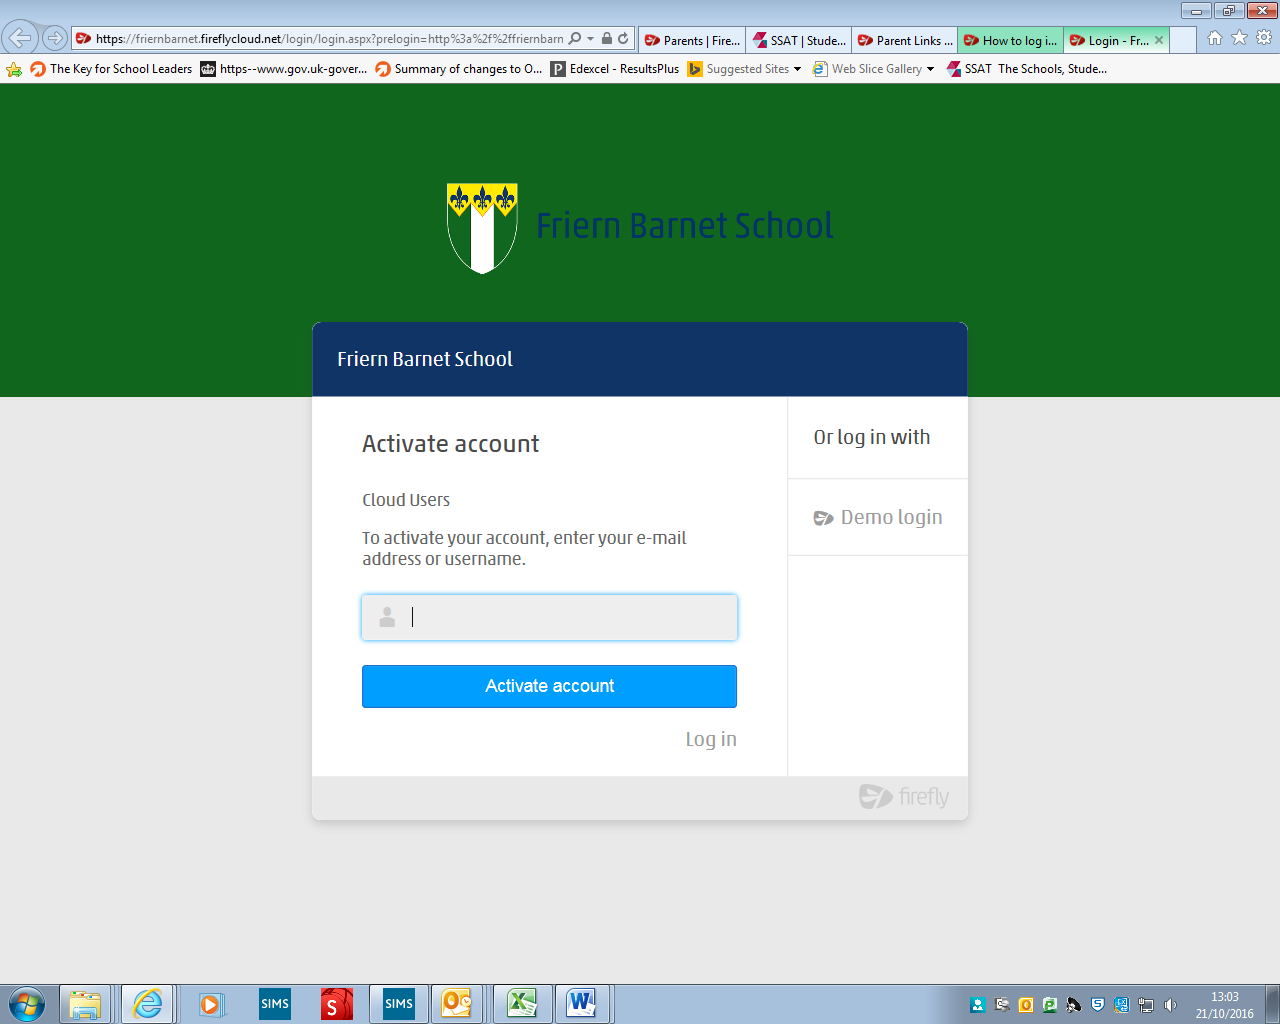 https://friernbarnet.fireflycloud.net/login/login.aspx?prelogin=http%3a%2f%2ffriernbarn
Parents | Fire...
SSAT | Stude...
Parent Links ...
How to log i...
Login - Fr...
The Key for School Leaders
https--www.gov.uk-gover...
Summary of changes to O...
Edexcel - ResultsPlus
Suggested Sites
Web Slice Gallery
SSAT The Schools, Stude...
Friern Barnet School
Friern Barnet School
Activate account
Or log in with
Cloud Users
Demo login
To activate your account, enter your e-mail
address or username.
Activate account
Log in
firefly
SIMS
S
SIMS
13:03
21/10/2016